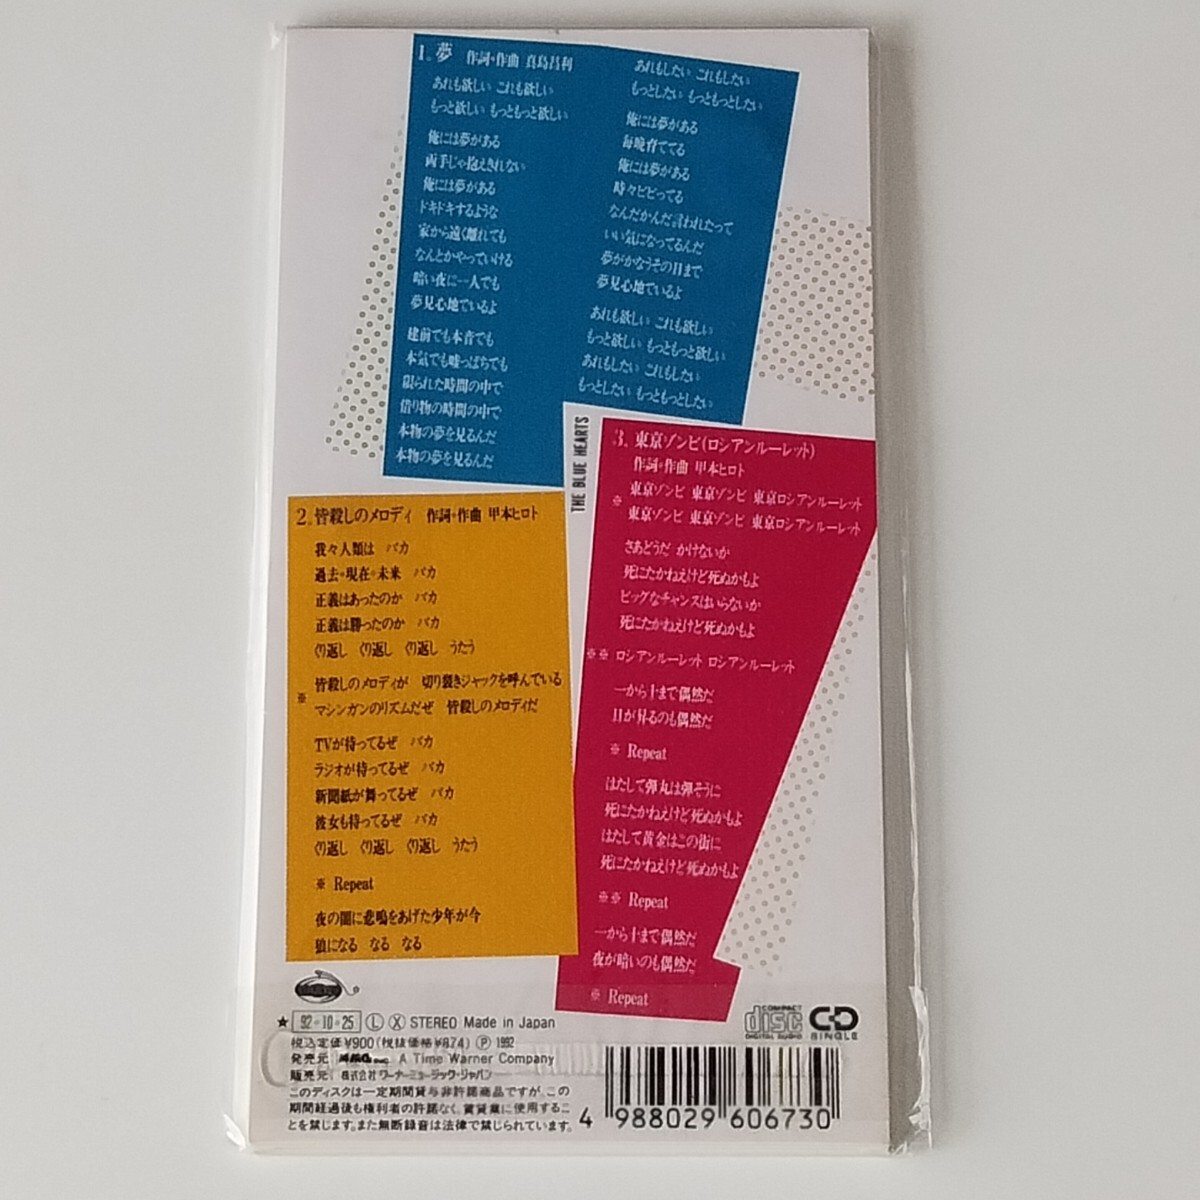 1. 夢 作詞・作曲 真島昌利
あれも欲しい これも欲しい
もっと欲しい もっともっと欲しい
俺には夢がある
両手じゃ抱えきれない
俺には夢がある
ドキドキするような
家から遠く離れても
なんとかやっていける
暗い夜に一人でも
夢見心地でいるよ
建前でも本音でも
本気でも嘘っぱちでも
限られた時間の中で
借り物の時間の中で
本物の夢を見るんだ
本物の夢を見るんだ
あれもしたい これもしたい
もっとしたい もっともっとしたい
俺には夢がある
毎晩育ててる
俺には夢がある
時々ビビってる
なんだかんだ言われたって
いい気になってるんだ
夢がかなうその日まで
夢見心地でいるよ
あれも欲しい これも欲しい
もっと欲しい もっともっと欲しい
あれもしたい これもしたい
もっとしたい もっともっとしたい
THE BLUE HEARTS
2. 皆殺しのメロディ 作詞・作曲 甲本ヒロト
我々人類は バカ
過去・現在・未来 バカ
正義はあったのか バカ
正義は勝ったのか バカ
くり返し くり返し くり返し うたう
※ 皆殺しのメロディが 切り裂きジャックを呼んでいる
マシンガンのリズムだぜ 皆殺しのメロディだ
TVが待ってるぜ バカ
ラジオが待ってるぜ バカ
新聞紙が舞ってるぜ バカ
彼女も待ってるぜ バカ
くり返し くり返し くり返し うたう
※ Repeat
夜の闇に悲鳴をあげた少年が今
狼になる なる なる
3. 東京ゾンビ(ロシアンルーレット)
作詞・作曲 甲本ヒロト
※ 東京ゾンビ 東京ゾンビ 東京ロシアンルーレット
東京ゾンビ 東京ゾンビ 東京ロシアンルーレット
さあどうだ かけないか
死にたかねえけど死ぬかもよ
ビッグなチャンスはいらないか
死にたかねえけど死ぬかもよ
※※ ロシアンルーレット ロシアンルーレット
一から十まで偶然だ
日が昇るのも偶然だ
※ Repeat
はたして弾丸は弾そうに
死にたかねえけど死ぬかもよ
はたして黄金はこの街に
死にたかねえけど死ぬかもよ
※※ Repeat
一から十まで偶然だ
夜が暗いのも偶然だ
※ Repeat
★ 92・10・25 Ⓛ Ⓧ STEREO Made in Japan
税込定価¥900(税抜価格¥874) Ⓟ 1992
発売元: MMG INC. A Time Warner Company
販売元: 株式会社ワーナーミュージック・ジャパン
このディスクは一定期間貸与非許諾商品ですが、この
期間経過後も権利者の許諾なく、賃貸業に使用するこ
とを禁じます。また無断録音は法律で禁じられています。
COMPACT disc DIGITAL AUDIO
CD SINGLE
4 988029 606730